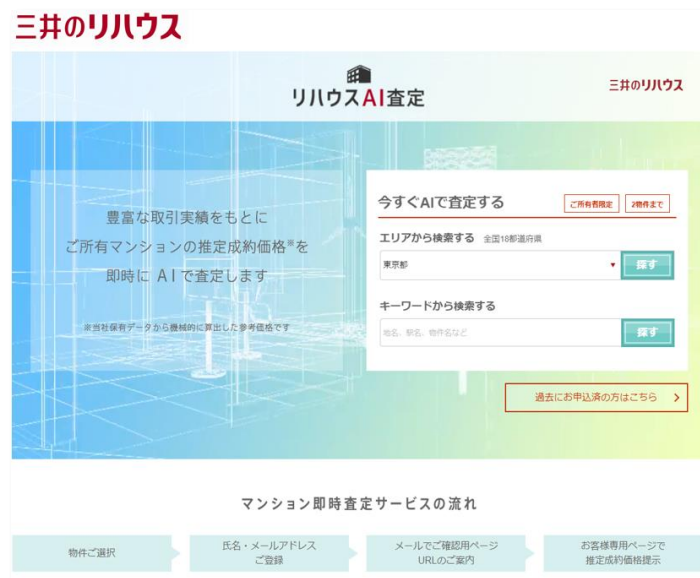 三井のリハウス
リハウスAI査定
三井のリハウス
豊富な取引実績をもとに
ご所有マンションの推定成約価格※を
即時に AIで査定します
※当社保有データから機械的に算出した参考価格です
今すぐAIで査定する
ご所有者限定
2物件まで
エリアから検索する 全国18都道府県
東京都
探す
キーワードから検索する
地名、駅名、物件名など
探す
過去にお申込済の方はこちら
マンション即時査定サービスの流れ
物件ご選択
氏名・メールアドレス
ご登録
メールでご確認用ページ
URLのご案内
お客様専用ページで
推定成約価格提示